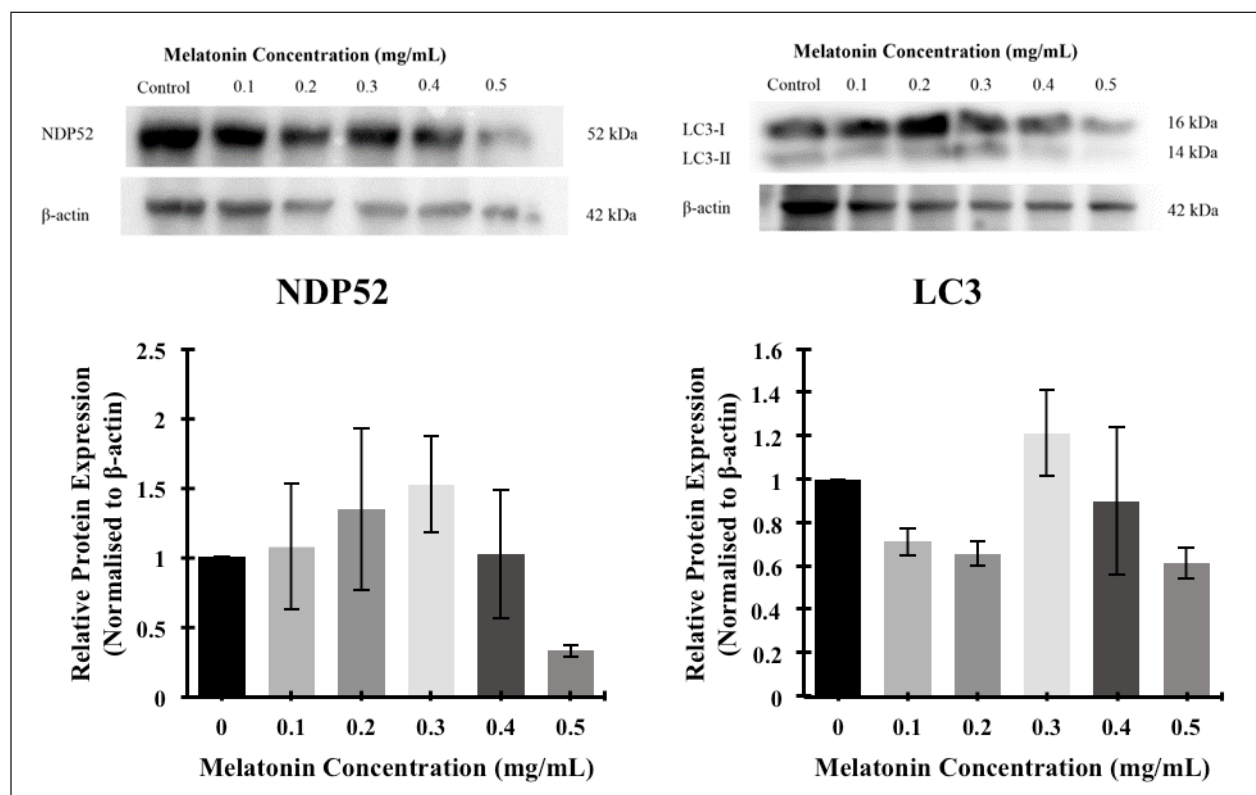 Melatonin Concentration (mg/mL)
Control 0.1 0.2 0.3 0.4 0.5
NDP52 52 kDa
β-actin 42 kDa
NDP52
2.5
2
1.5
1
0.5
0
Relative Protein Expression
(Normalised to β-actin)
0 0.1 0.2 0.3 0.4 0.5
Melatonin Concentration (mg/mL)
Melatonin Concentration (mg/mL)
Control 0.1 0.2 0.3 0.4 0.5
LC3-I 16 kDa
LC3-II 14 kDa
β-actin 42 kDa
LC3
1.6
1.4
1.2
1
0.8
0.6
0.4
0.2
0
Relative Protein Expression
(Normalised to β-actin)
0 0.1 0.2 0.3 0.4 0.5
Melatonin Concentration (mg/mL)